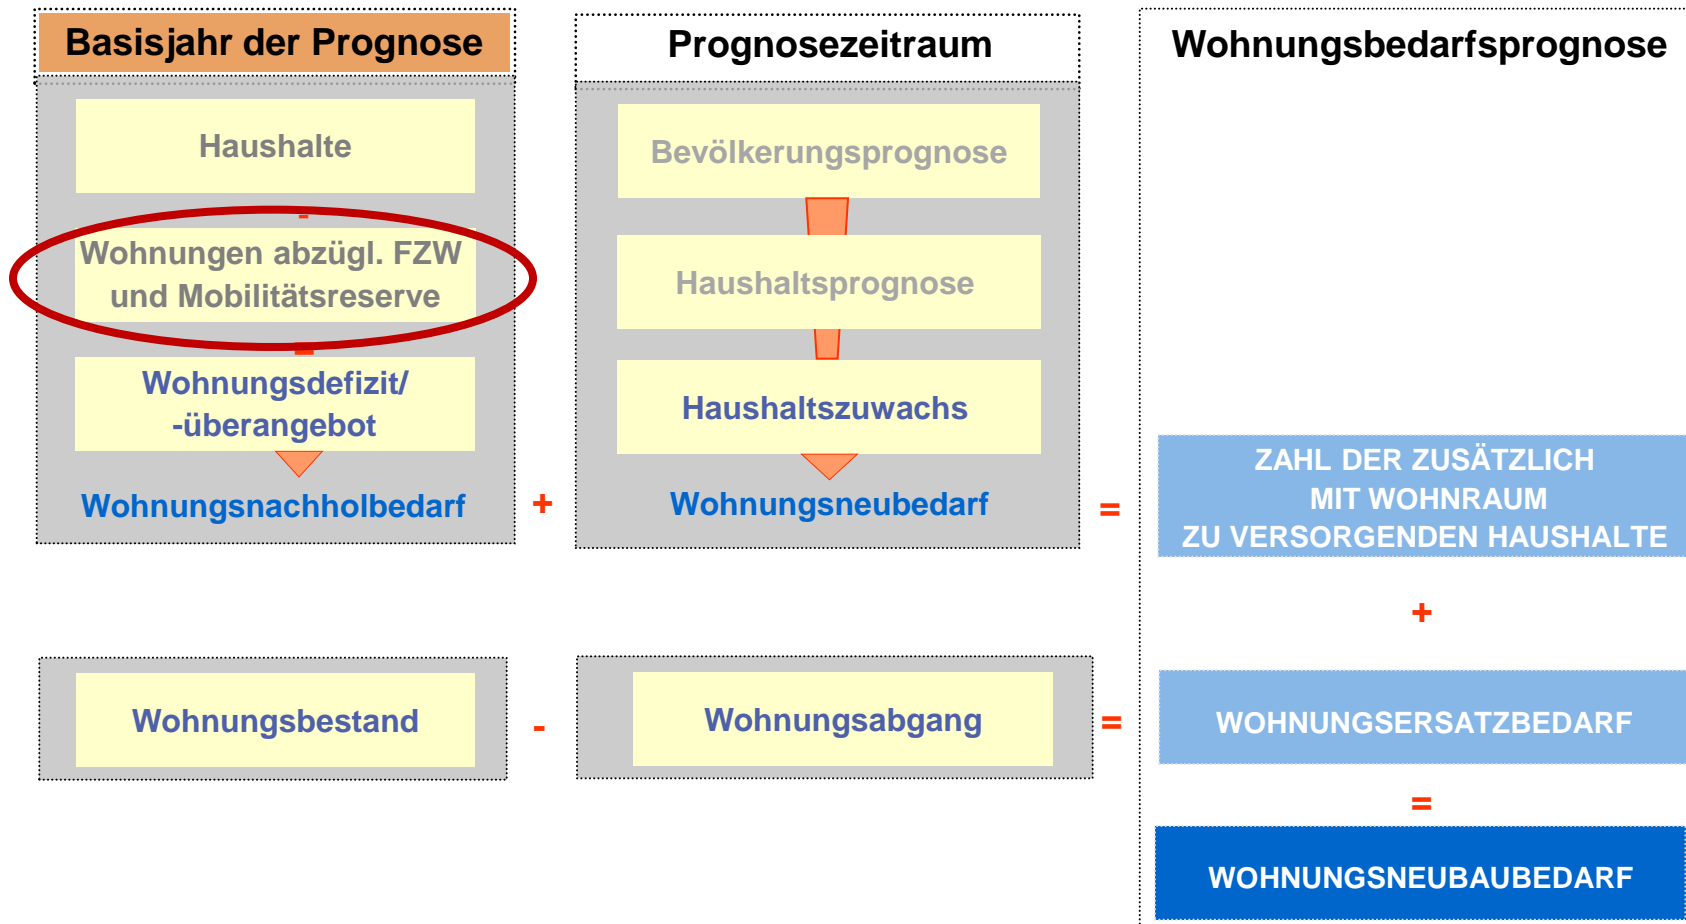 Basisjahr der Prognose
Haushalte
-
Wohnungen abzügl. FZW
und Mobilitätsreserve
=
Wohnungsdefizit/
-überangebot
Wohnungsnachholbedarf
+
Prognosezeitraum
Bevölkerungsprognose
Haushaltsprognose
Haushaltszuwachs
Wohnungsneubedarf
=
Wohnungsbedarfsprognose
ZAHL DER ZUSÄTZLICH
MIT WOHNRAUM
ZU VERSORGENDEN HAUSHALTE
+
Wohnungsbestand
-
Wohnungsabgang
=
WOHNUNGSERSATZBEDARF
=
WOHNUNGSNEUBAUBEDARF